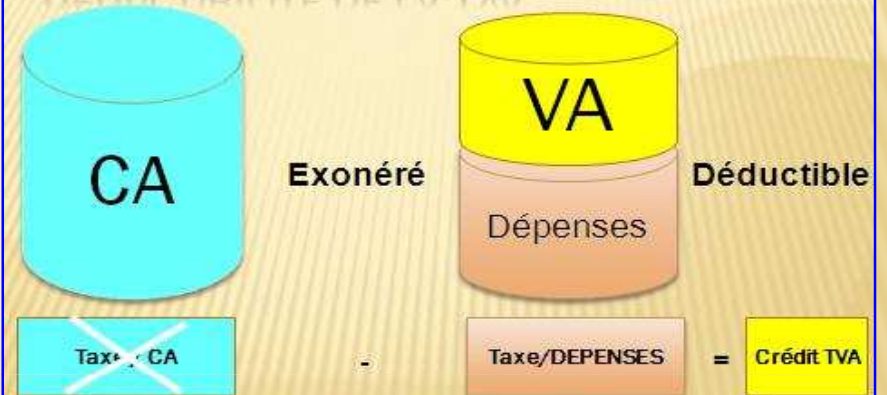 CA
Exonéré
VA
Dépenses
Déductible
Taxe/CA
-
Taxe/DEPENSES
=
Crédit TVA